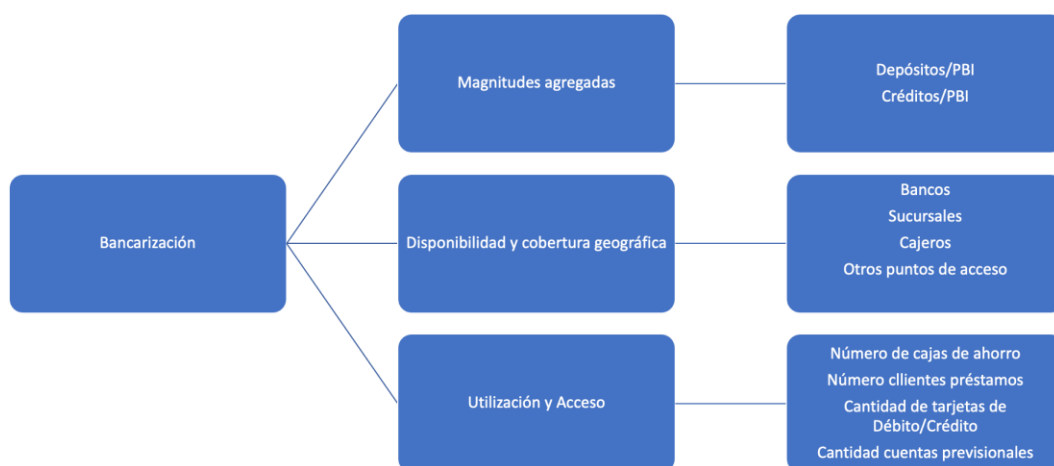 Bancarización
Magnitudes agregadas
Depósitos/PBI
Créditos/PBI
Disponibilidad y cobertura geográfica
Bancos
Sucursales
Cajeros
Otros puntos de acceso
Utilización y Acceso
Número de cajas de ahorro
Número cllientes préstamos
Cantidad de tarjetas de
Débito/Crédito
Cantidad cuentas previsionales